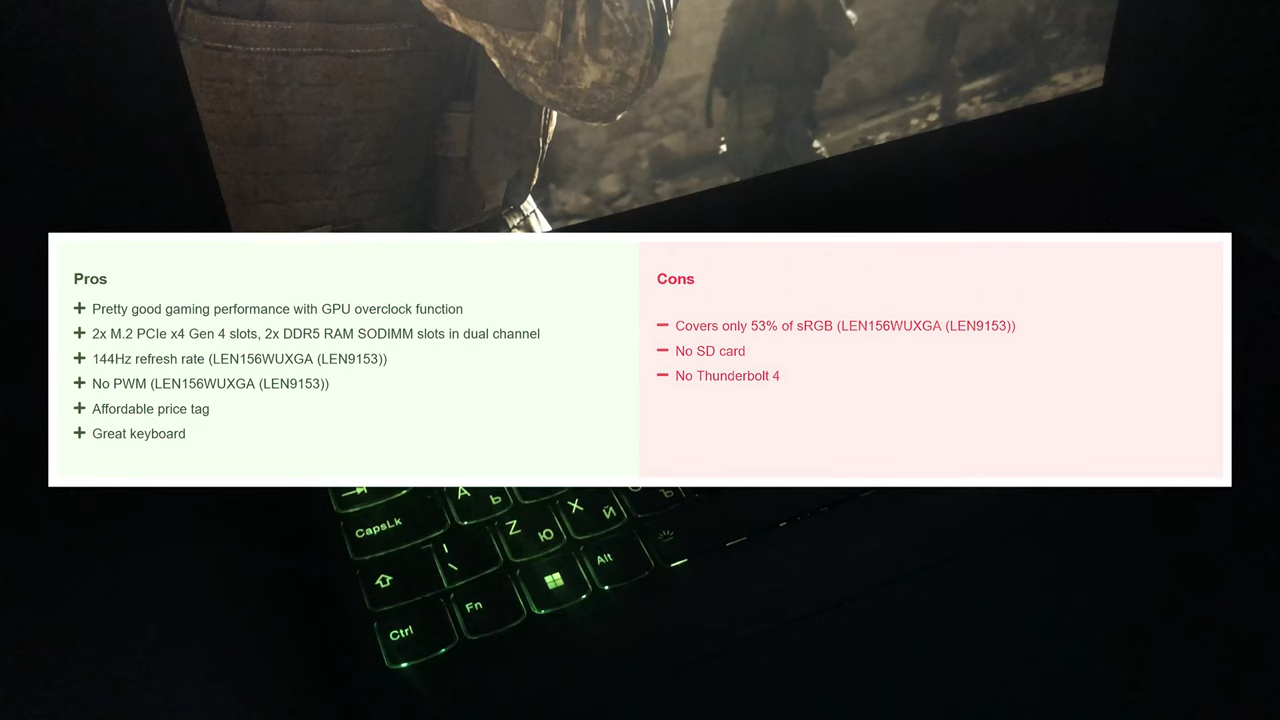 Pros
Pretty good gaming performance with GPU overclock function
2x M.2 PCIe x4 Gen 4 slots, 2x DDR5 RAM SODIMM slots in dual channel
144Hz refresh rate (LEN156WUXGA (LEN9153))
No PWM (LEN156WUXGA (LEN9153))
Affordable price tag
Great keyboard
Cons
Covers only 53% of sRGB (LEN156WUXGA (LEN9153))
No SD card
No Thunderbolt 4
A Ь
CapsLk
Z Ю
X Й
Ъ
\
Alt
Fn
Ctrl